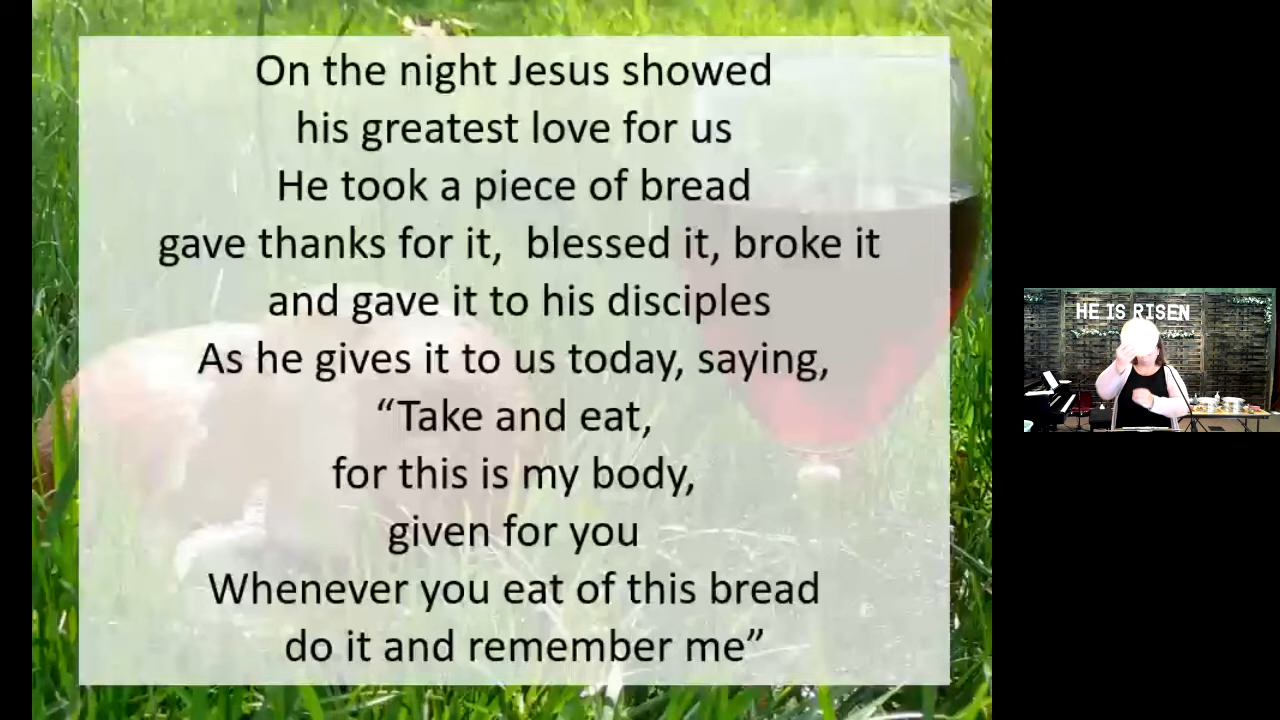 On the night Jesus showed
his greatest love for us
He took a piece of bread
gave thanks for it,  blessed it, broke it
and gave it to his disciples
As he gives it to us today, saying,
“Take and eat,
for this is my body,
given for you
Whenever you eat of this bread
do it and remember me”
HE IS RISEN